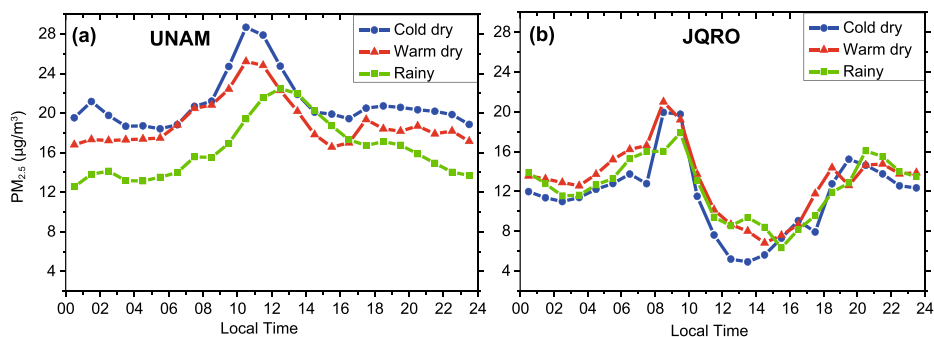 (a) UNAM
Cold dry
Warm dry
Rainy
PM2.5 (µg/m³)
28
24
20
16
12
8
4
00 02 04 06 08 10 12 14 16 18 20 22 24
Local Time
(b) JQRO
Cold dry
Warm dry
Rainy
28
24
20
16
12
8
4
00 02 04 06 08 10 12 14 16 18 20 22 24
Local Time